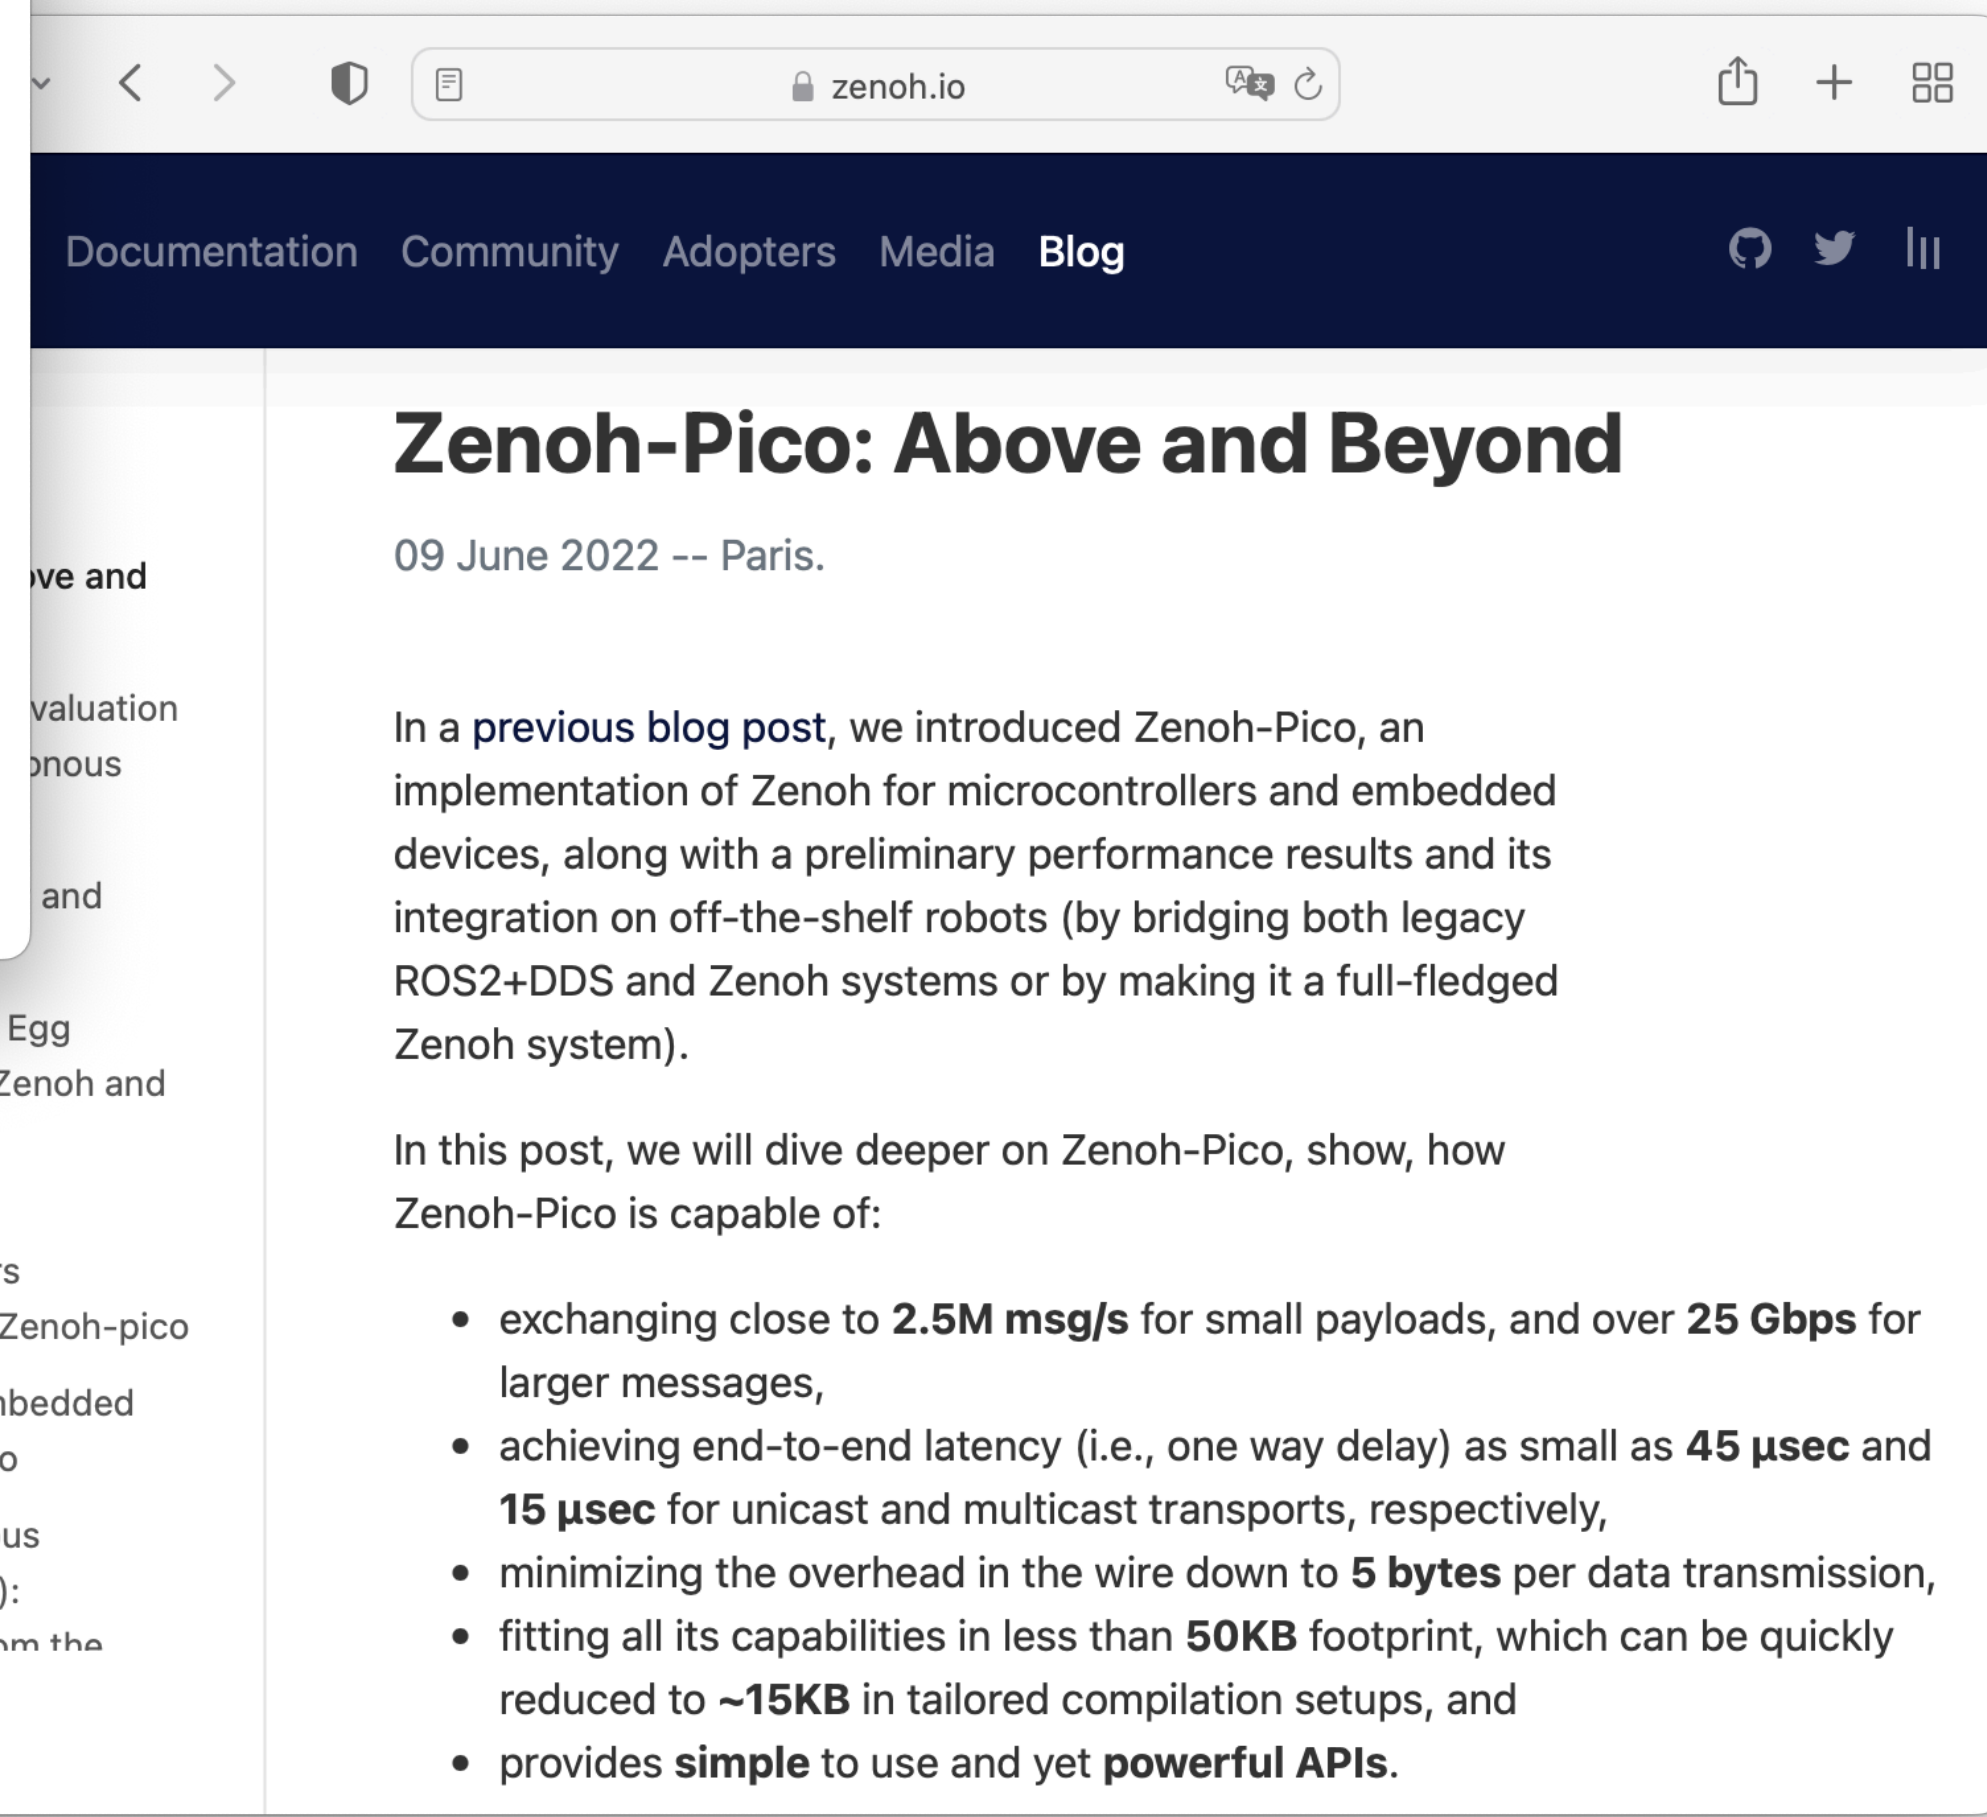 zenoh.io
Documentation Community Adopters Media Blog
Zenoh-Pico: Above and Beyond
09 June 2022 -- Paris.
In a previous blog post, we introduced Zenoh-Pico, an
implementation of Zenoh for microcontrollers and embedded
devices, along with a preliminary performance results and its
integration on off-the-shelf robots (by bridging both legacy
ROS2+DDS and Zenoh systems or by making it a full-fledged
Zenoh system).
In this post, we will dive deeper on Zenoh-Pico, show, how
Zenoh-Pico is capable of:
exchanging close to 2.5M msg/s for small payloads, and over 25 Gbps for
larger messages,
achieving end-to-end latency (i.e., one way delay) as small as 45 µsec and
15 µsec for unicast and multicast transports, respectively,
minimizing the overhead in the wire down to 5 bytes per data transmission,
fitting all its capabilities in less than 50KB footprint, which can be quickly
reduced to ~15KB in tailored compilation setups, and
provides simple to use and yet powerful APIs.
and
and
Egg
Zenoh and
Zenoh-pico
):
the